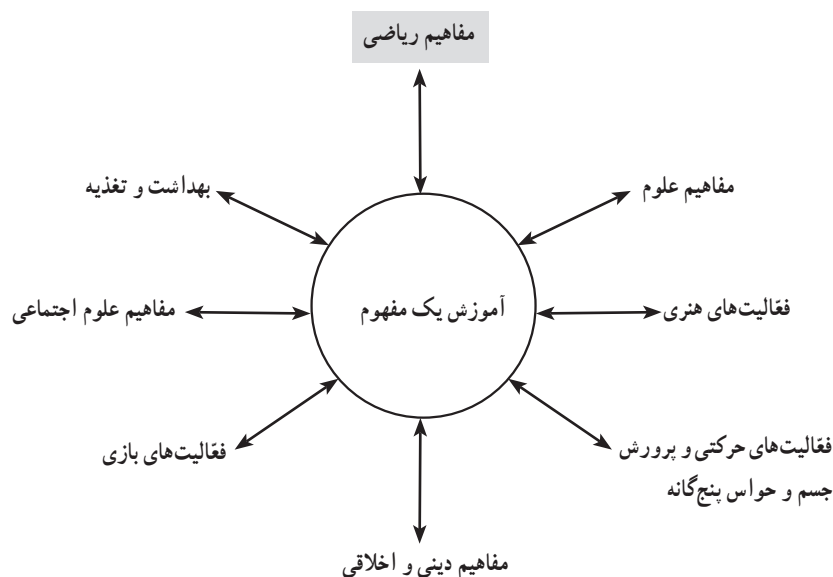 مفاهیم ریاضی
مفاهیم علوم
بهداشت و تغذیه
فعّالیت‌های هنری
آموزش یک مفهوم
مفاهیم علوم اجتماعی
فعّالیت‌های حرکتی و پرورش
جسم و حواس پنج‌گانه
فعّالیت‌های بازی
مفاهیم دینی و اخلاقی